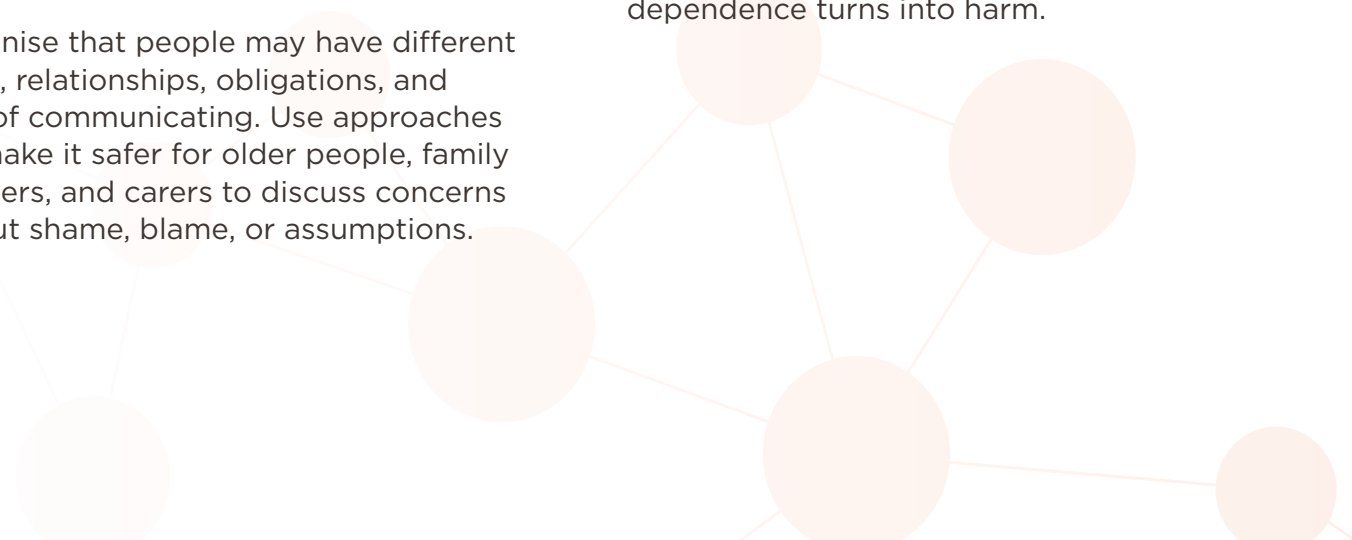 nise that people may have different
, relationships, obligations, and
of communicating. Use approaches
ake it safer for older people, family
ers, and carers to discuss concerns
ut shame, blame, or assumptions.
dependence turns into harm.